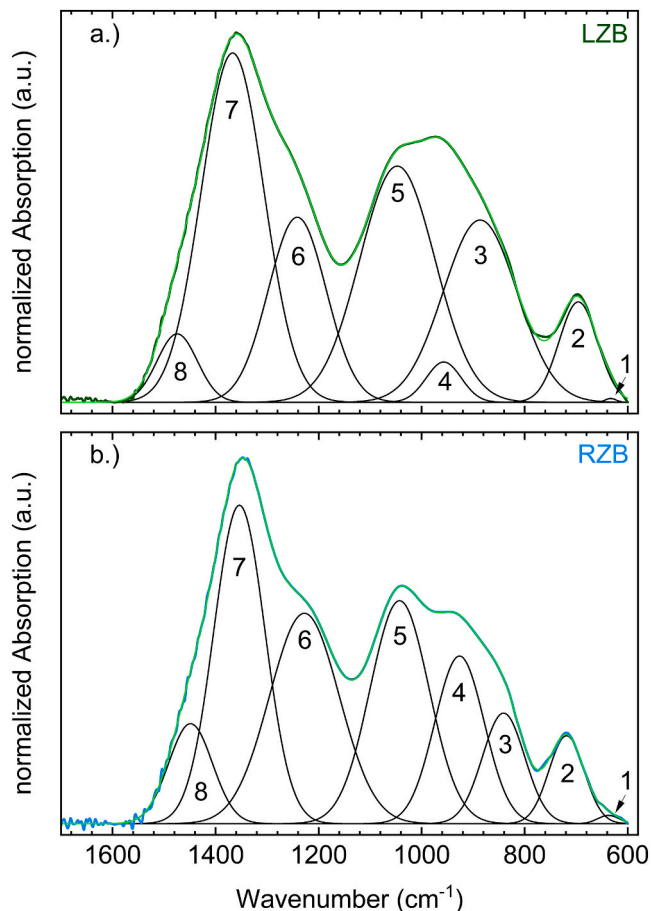 a.)
LZB
normalized Absorption (a.u.)
7
5
6
3
2
1
8
4
b.)
RZB
normalized Absorption (a.u.)
7
6
5
4
3
2
1
8
1600 1400 1200 1000 800 600
Wavenumber (cm⁻¹)